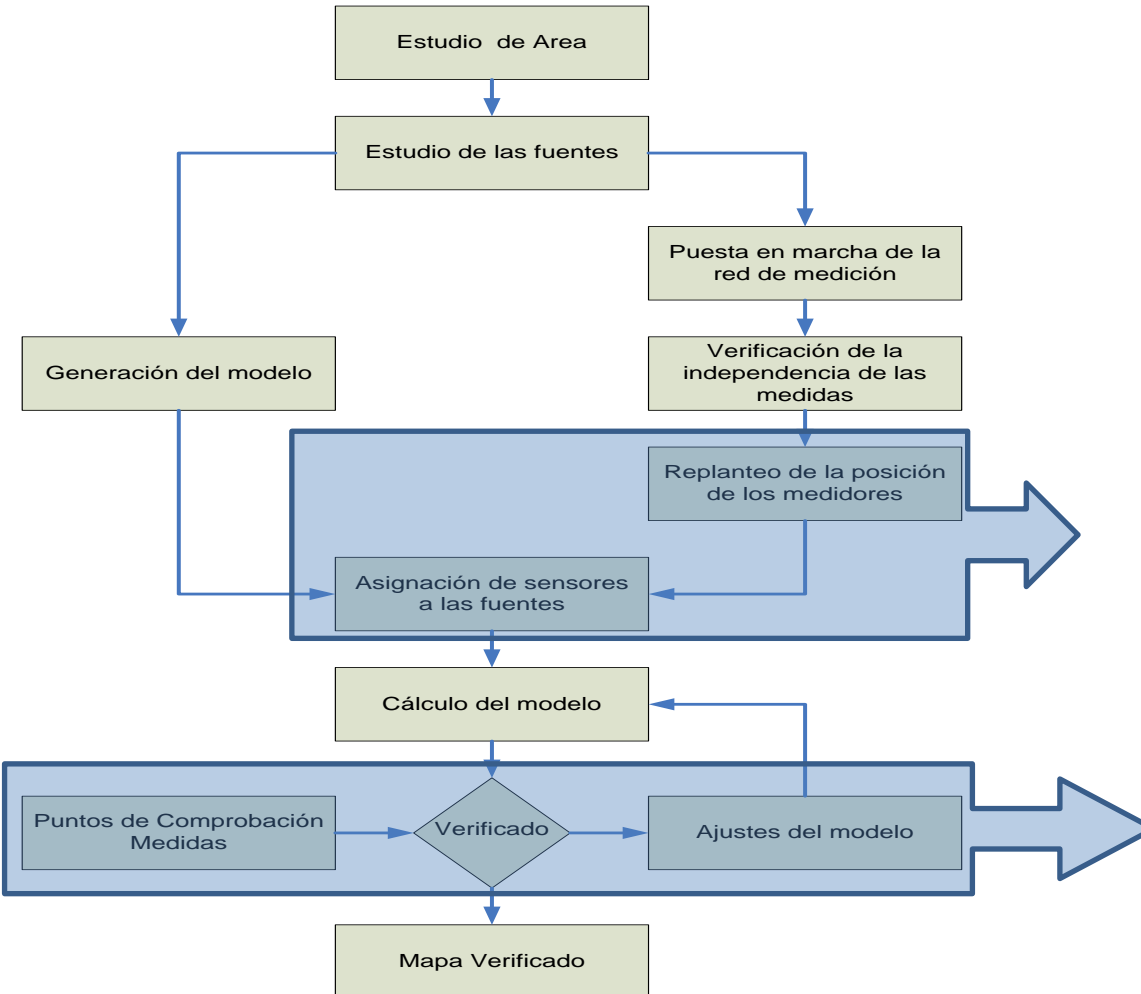 Estudio de Area
Estudio de las fuentes
Puesta en marcha de la
red de medición
Generación del modelo
Verificación de la
independencia de las
medidas
Replanteo de la posición
de los medidores
Asignación de sensores
a las fuentes
Cálculo del modelo
Puntos de Comprobación
Medidas
Verificado
Ajustes del modelo
Mapa Verificado